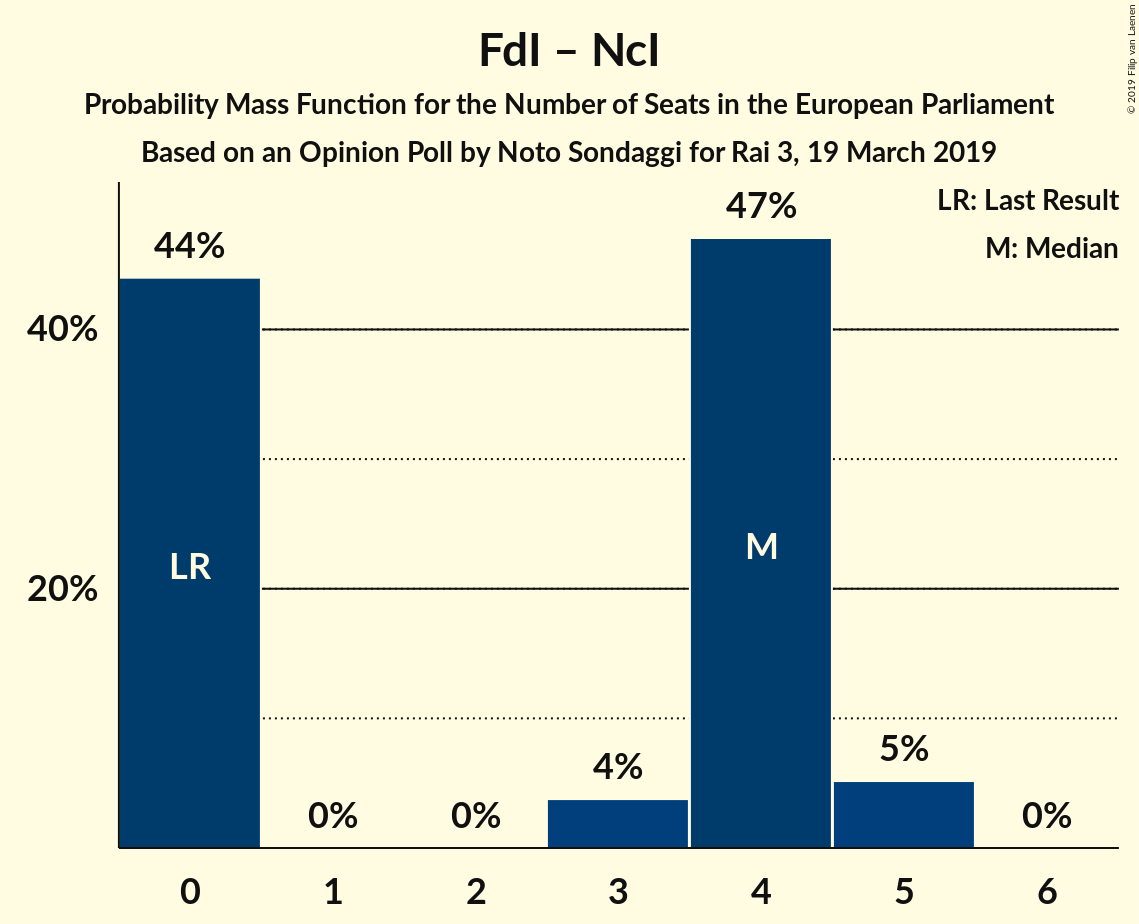 FdI – NcI
Probability Mass Function for the Number of Seats in the European Parliament
Based on an Opinion Poll by Noto Sondaggi for Rai 3, 19 March 2019
© 2019 Filip van Laenen
LR: Last Result
M: Median
44%
0%
0%
4%
47%
5%
0%
40%
20%
LR
M
0 1 2 3 4 5 6